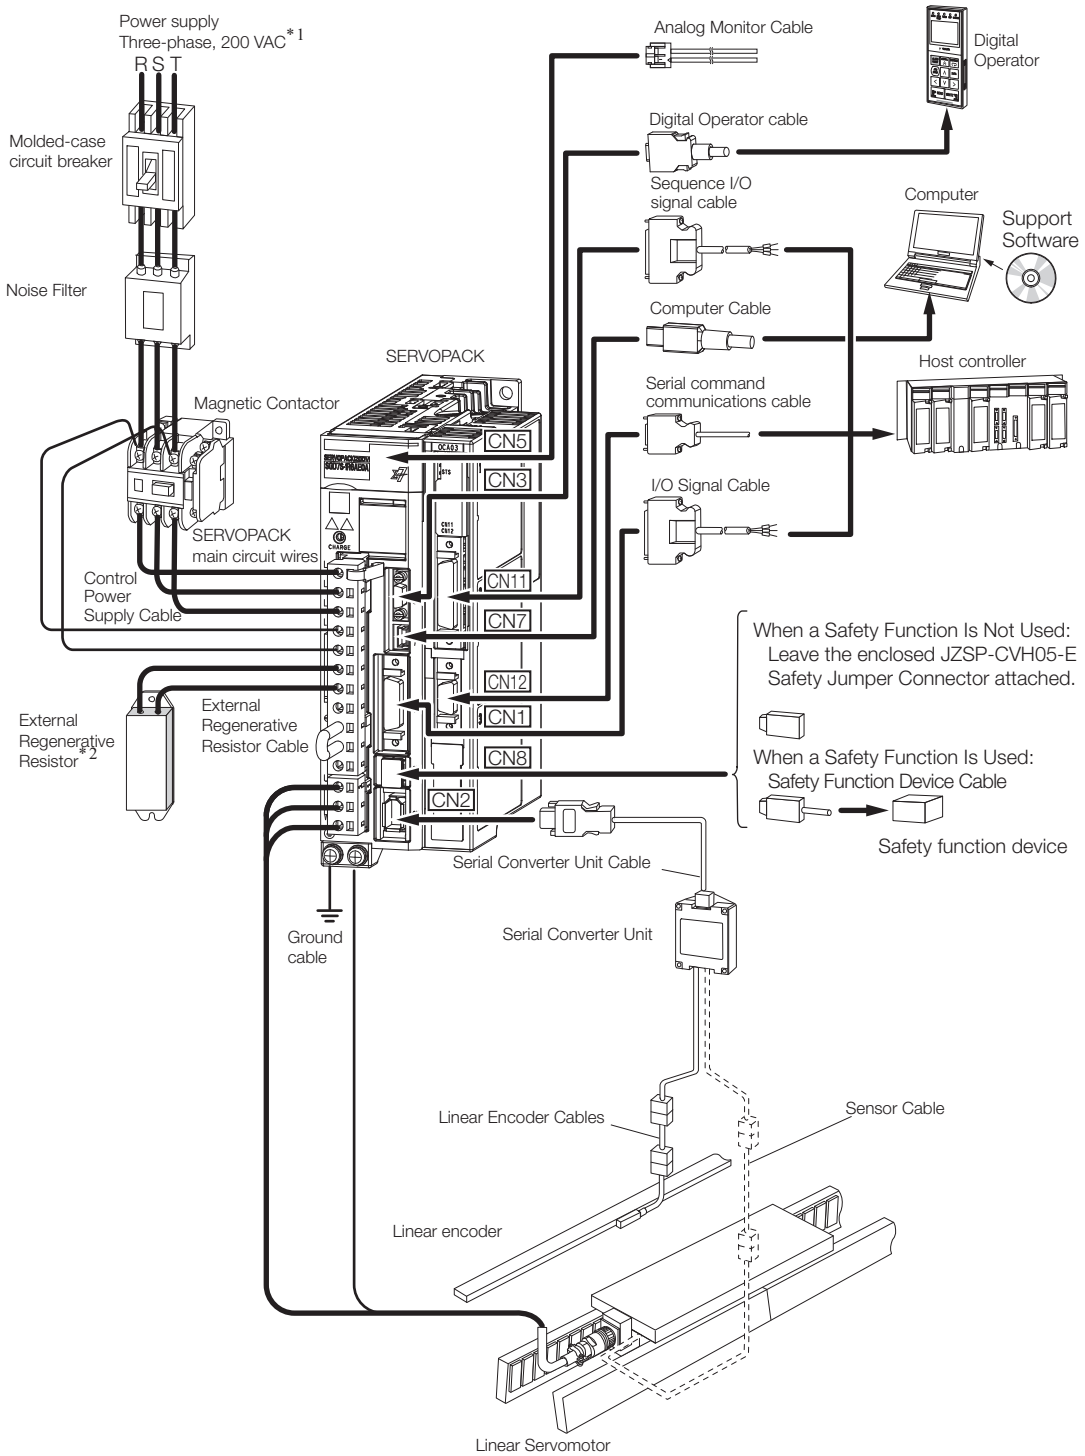 Power supply
Three-phase, 200 VAC*1
R S T
Molded-case
circuit breaker
Noise Filter
Magnetic Contactor
SERVOPACK
main circuit wires
Control
Power
Supply Cable
External
Regenerative
Resistor*2
External
Regenerative
Resistor Cable
Ground
cable
SERVOPACK
SERVOPACK
CHARGE
OCA03
STS
CN11
CN12
CN5
CN3
CN11
CN7
CN12
CN1
CN8
CN2
Analog Monitor Cable
Digital
Operator
Digital Operator cable
Sequence I/O
signal cable
Computer
Support
Software
Computer Cable
Host controller
Serial command
communications cable
I/O Signal Cable
When a Safety Function Is Not Used:
Leave the enclosed JZSP-CVH05-E
Safety Jumper Connector attached.
When a Safety Function Is Used:
Safety Function Device Cable
Safety function device
Serial Converter Unit Cable
Serial Converter Unit
Linear Encoder Cables
Sensor Cable
Linear encoder
Linear Servomotor